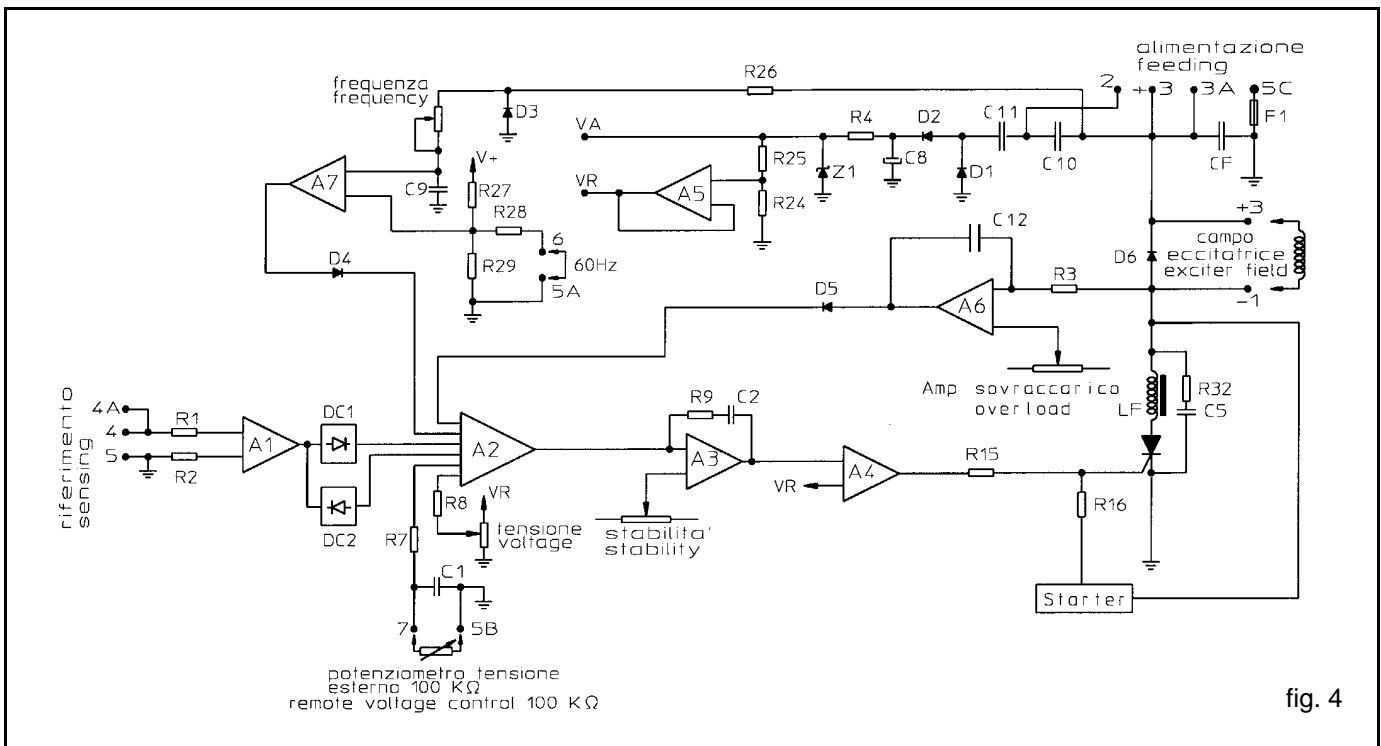 alimentazione
feeding
2
+3
3A
5C
R26
frequenza
frequency
D3
F1
VA
R4
D2
C11
C10
CF
R25
C8
D1
Z1
V+
A7
C9
R27
VR
A5
R24
R28
+3
C12
6
60Hz
5A
R29
campo
eccitatrice
exciter field
D6
D4
R3
D5
A6
-1
Amp sovraccarico
overload
R32
LF
C5
riferimento
sensing
4A
4
5
R1
R2
A1
DC1
DC2
A2
R9
C2
A3
A4
R15
VR
R8
VR
tensione
voltage
stabilita'
stability
R16
R7
C1
Starter
7
5B
potenziometro tensione
esterno 100 KΩ
remote voltage control 100 KΩ
fig. 4